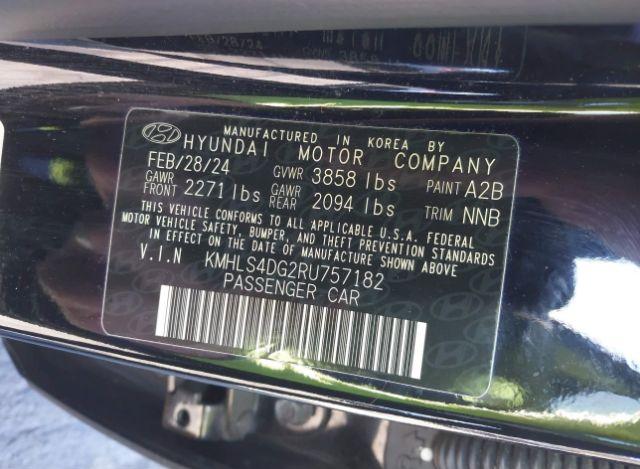 MANUFACTURED IN KOREA BY
HYUNDAI MOTOR COMPANY
FEB/28/24 GVWR 3858 lbs PAINT A2B
GAWR FRONT 2271 lbs GAWR REAR 2094 lbs TRIM NNB
THIS VEHICLE CONFORMS TO ALL APPLICABLE U.S.A. FEDERAL
MOTOR VEHICLE SAFETY, BUMPER, AND THEFT PREVENTION STANDARDS
IN EFFECT ON THE DATE OF MANUFACTURE SHOWN ABOVE
V.I.N KMHLS4DG2RU757182
PASSENGER CAR